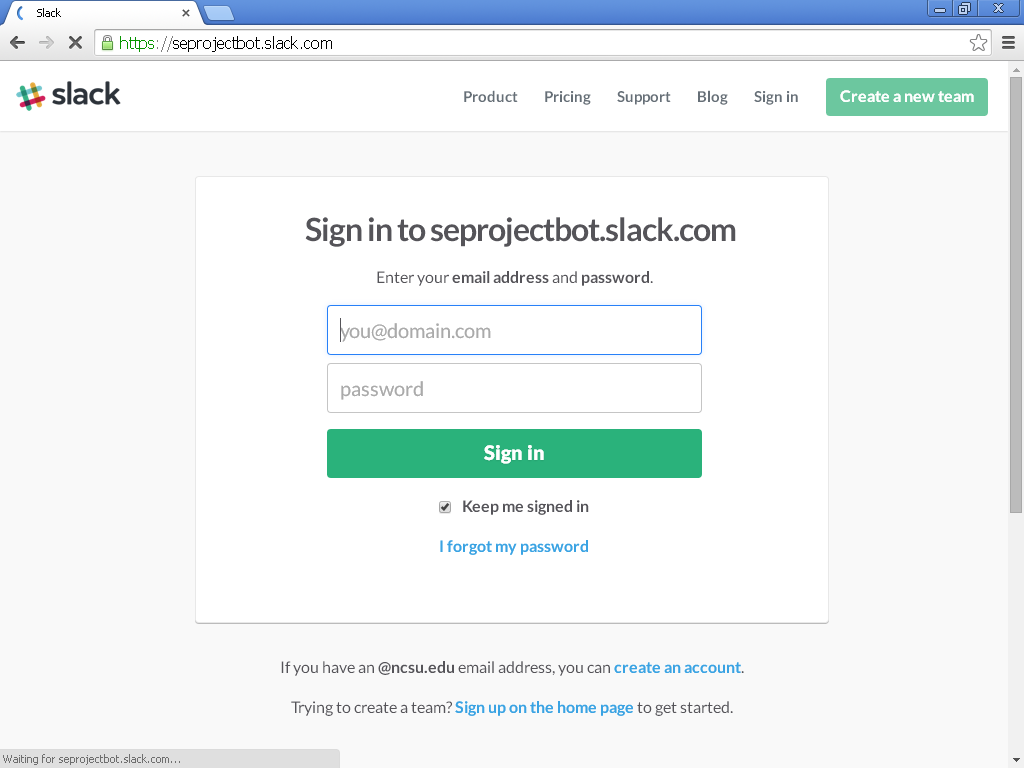 Slack
https://seprojectbot.slack.com
slack
Product Pricing Support Blog Sign in Create a new team
Sign in to seprojectbot.slack.com
Enter your email address and password.
you@domain.com
password
Sign in
Keep me signed in
I forgot my password
If you have an @ncsu.edu email address, you can create an account.
Trying to create a team? Sign up on the home page to get started.
Waiting for seprojectbot.slack.com...